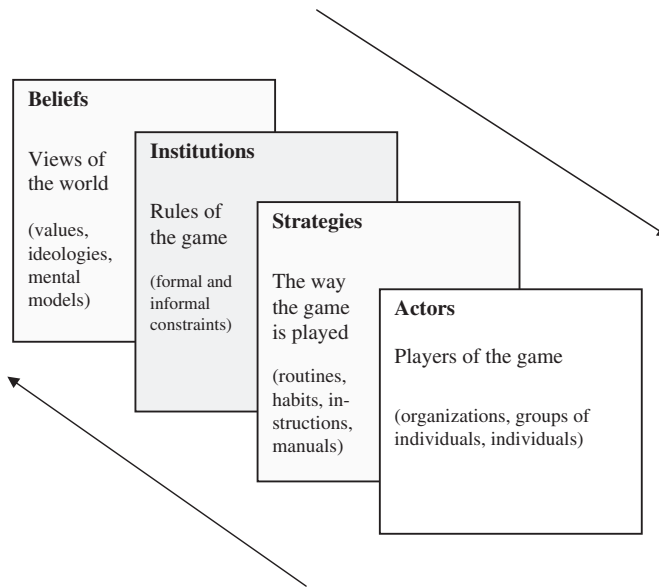 Beliefs
Views of
the world
(values,
ideologies,
mental
models)
Institutions
Rules of
the game
(formal and
informal
constraints)
Strategies
The way
the game
is played
(routines,
habits, in-
structions,
manuals)
Actors
Players of the game
(organizations, groups of
individuals, individuals)